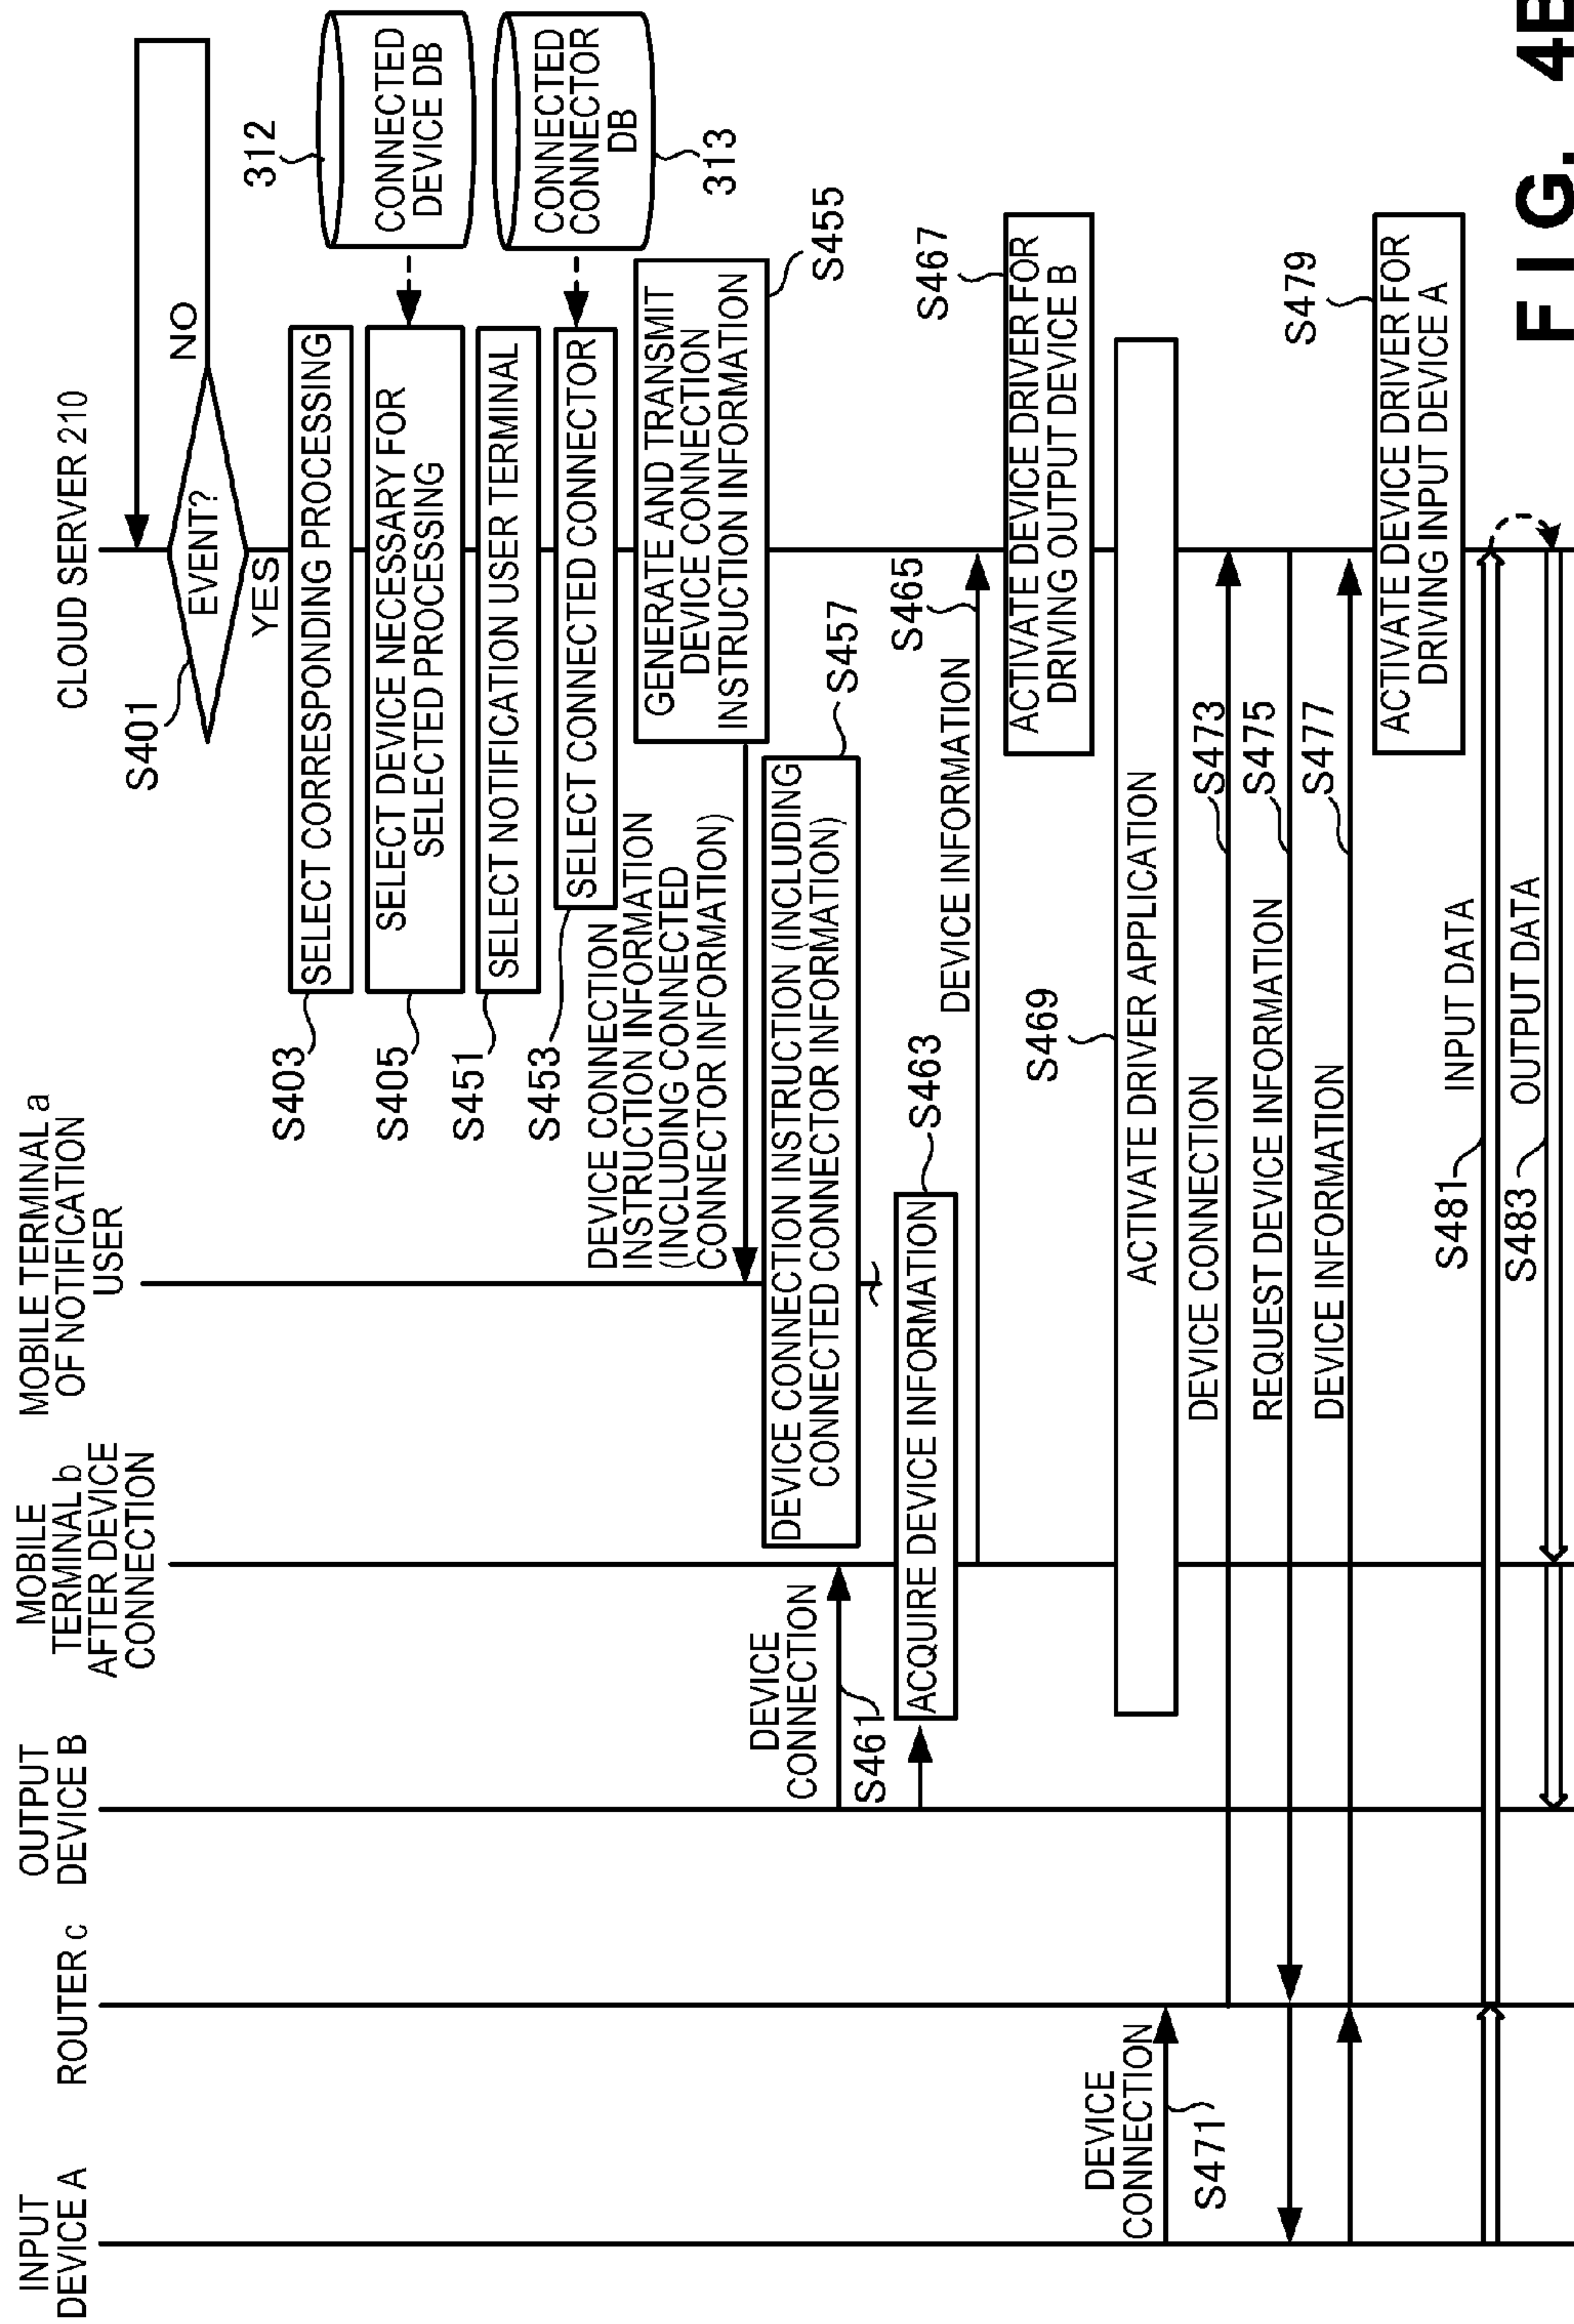 INPUT
DEVICE A
ROUTER c
OUTPUT
DEVICE B
MOBILE
TERMINAL b
AFTER DEVICE
CONNECTION
MOBILE TERMINAL a
OF NOTIFICATION
USER
CLOUD SERVER 210
S401
EVENT?
NO
YES
S403
SELECT CORRESPONDING PROCESSING
312
CONNECTED
DEVICE DB
S405
SELECT DEVICE NECESSARY FOR
SELECTED PROCESSING
S451
SELECT NOTIFICATION USER TERMINAL
CONNECTED
CONNECTOR
DB
313
S453
SELECT CONNECTED CONNECTOR
DEVICE CONNECTION
INSTRUCTION INFORMATION
(INCLUDING CONNECTED
CONNECTOR INFORMATION)
GENERATE AND TRANSMIT
DEVICE CONNECTION
INSTRUCTION INFORMATION
S455
DEVICE CONNECTION INSTRUCTION (INCLUDING
CONNECTED CONNECTOR INFORMATION)
S457
DEVICE
CONNECTION
S461
ACQUIRE DEVICE INFORMATION
S463
DEVICE INFORMATION
S465
S467
ACTIVATE DEVICE DRIVER FOR
DRIVING OUTPUT DEVICE B
S469
ACTIVATE DRIVER APPLICATION
DEVICE
CONNECTION
S471
DEVICE CONNECTION
S473
REQUEST DEVICE INFORMATION
S475
DEVICE INFORMATION
S477
S479
ACTIVATE DEVICE DRIVER FOR
DRIVING INPUT DEVICE A
S481
INPUT DATA
S483
OUTPUT DATA
FIG. 4B